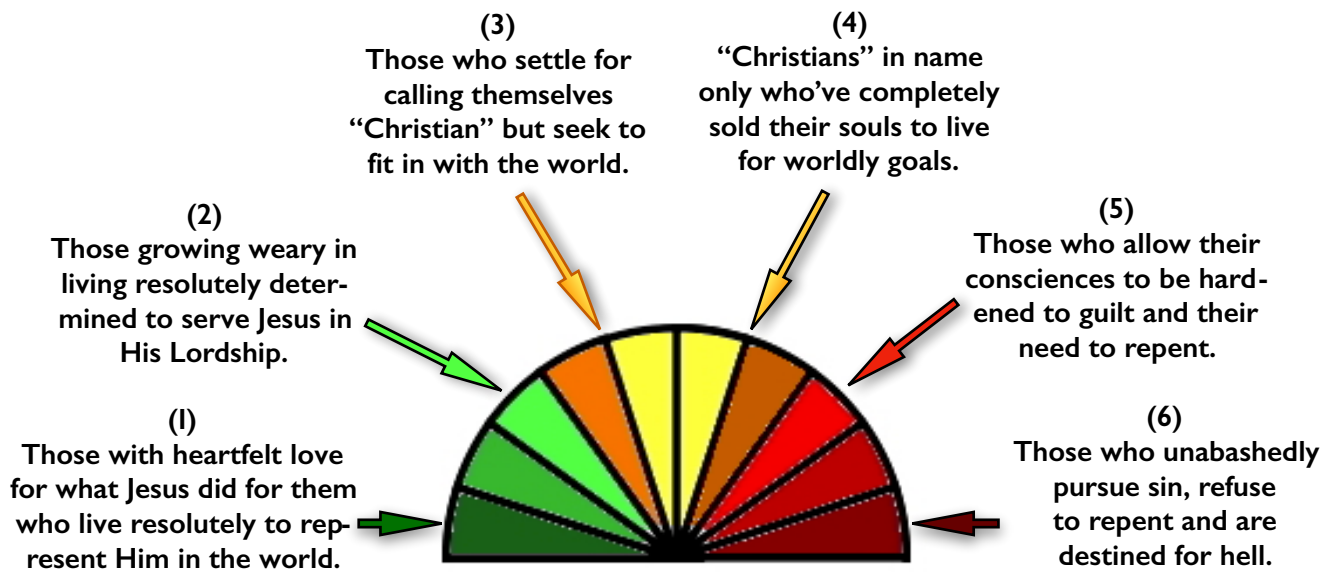 (1)
Those with heartfelt love
for what Jesus did for them
who live resolutely to rep-
resent Him in the world.
(2)
Those growing weary in
living resolutely deter-
mined to serve Jesus in
His Lordship.
(3)
Those who settle for
calling themselves
“Christian” but seek to
fit in with the world.
(4)
“Christians” in name
only who’ve completely
sold their souls to live
for worldly goals.
(5)
Those who allow their
consciences to be hard-
ened to guilt and their
need to repent.
(6)
Those who unabashedly
pursue sin, refuse
to repent and are
destined for hell.